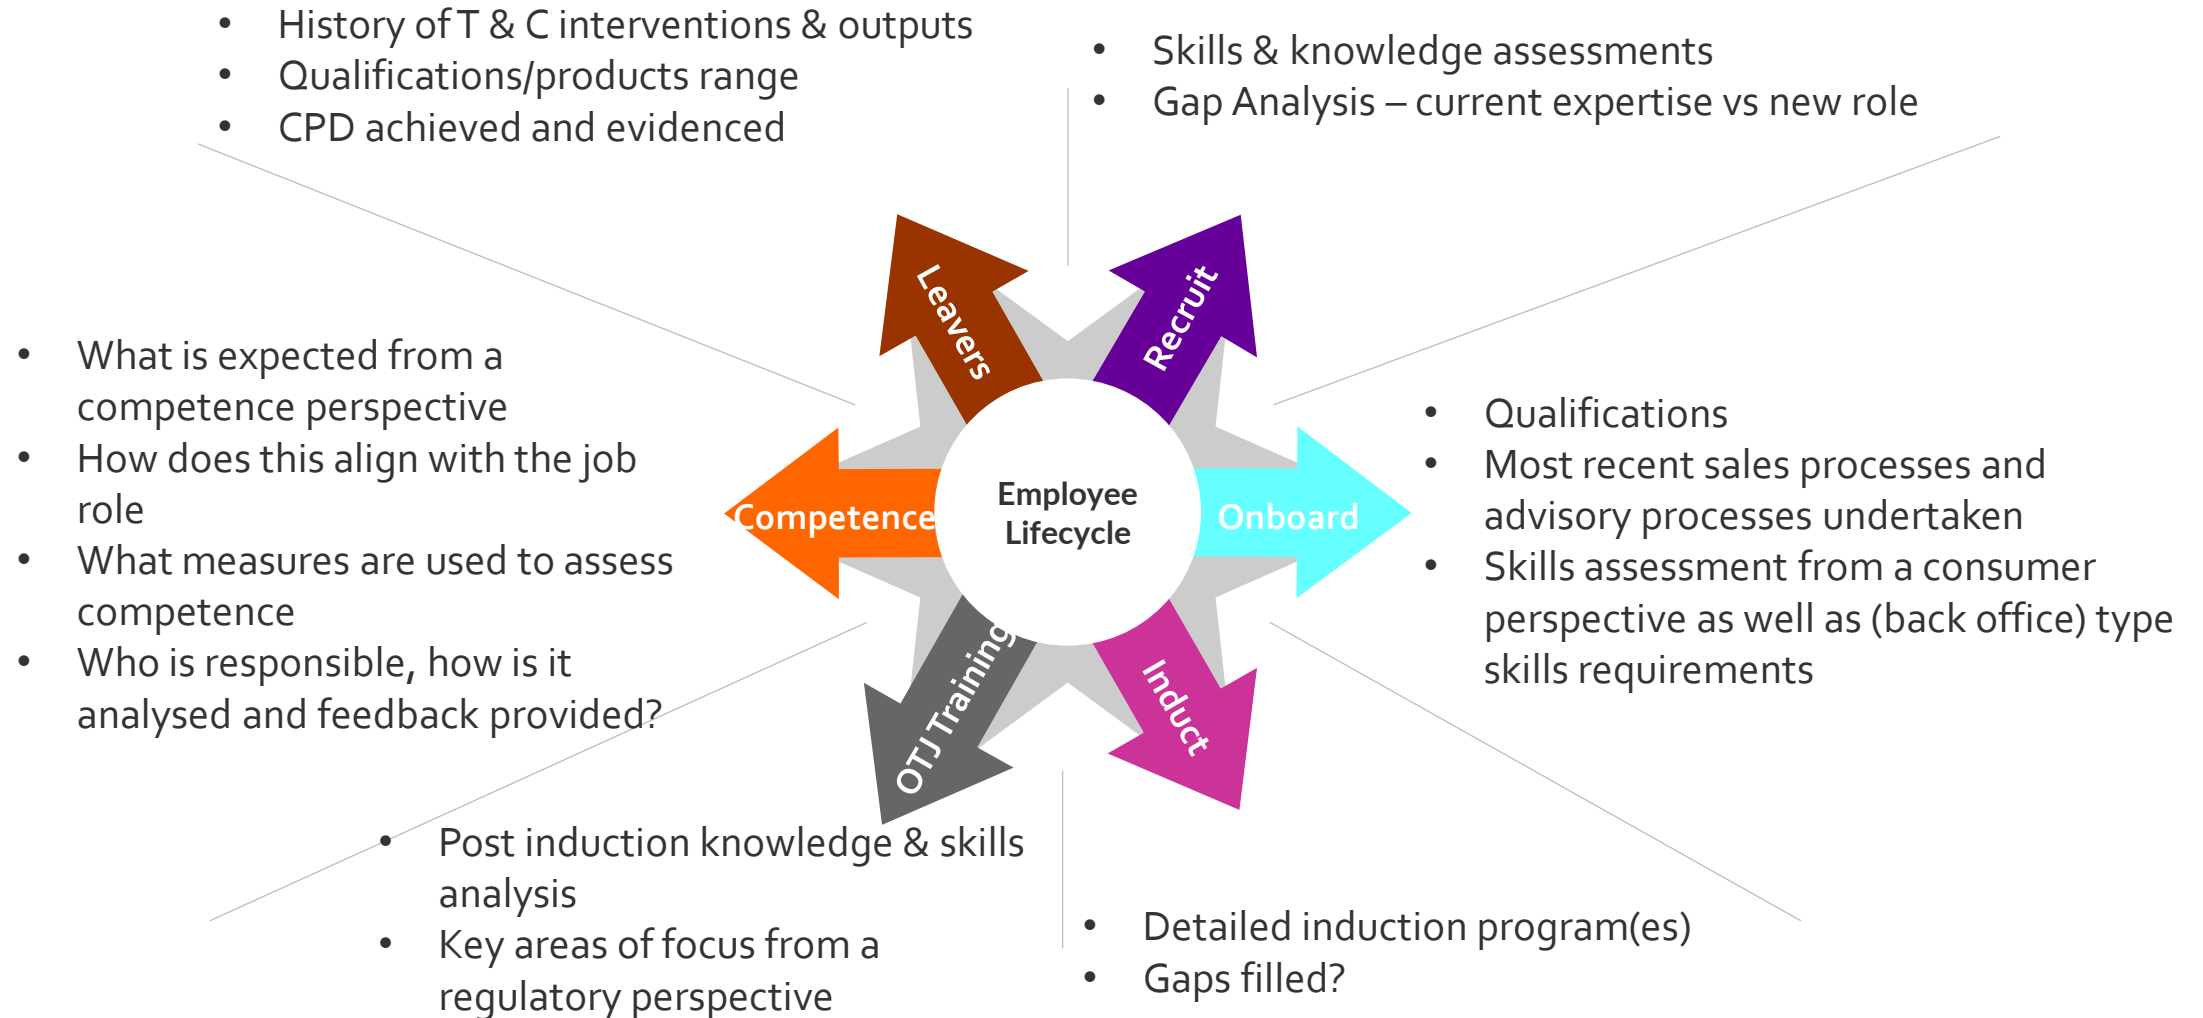 • History of T & C interventions & outputs
• Qualifications/products range
• CPD achieved and evidenced
• Skills & knowledge assessments
• Gap Analysis – current expertise vs new role
Leavers
Recruit
• What is expected from a
competence perspective
• How does this align with the job
role
• What measures are used to assess
competence
• Who is responsible, how is it
analysed and feedback provided?
Competence
Employee
Lifecycle
Onboard
• Qualifications
• Most recent sales processes and
advisory processes undertaken
• Skills assessment from a consumer
perspective as well as (back office) type
skills requirements
OTJ Training
Induct
• Post induction knowledge & skills
analysis
• Key areas of focus from a
regulatory perspective
• Detailed induction program(es)
• Gaps filled?